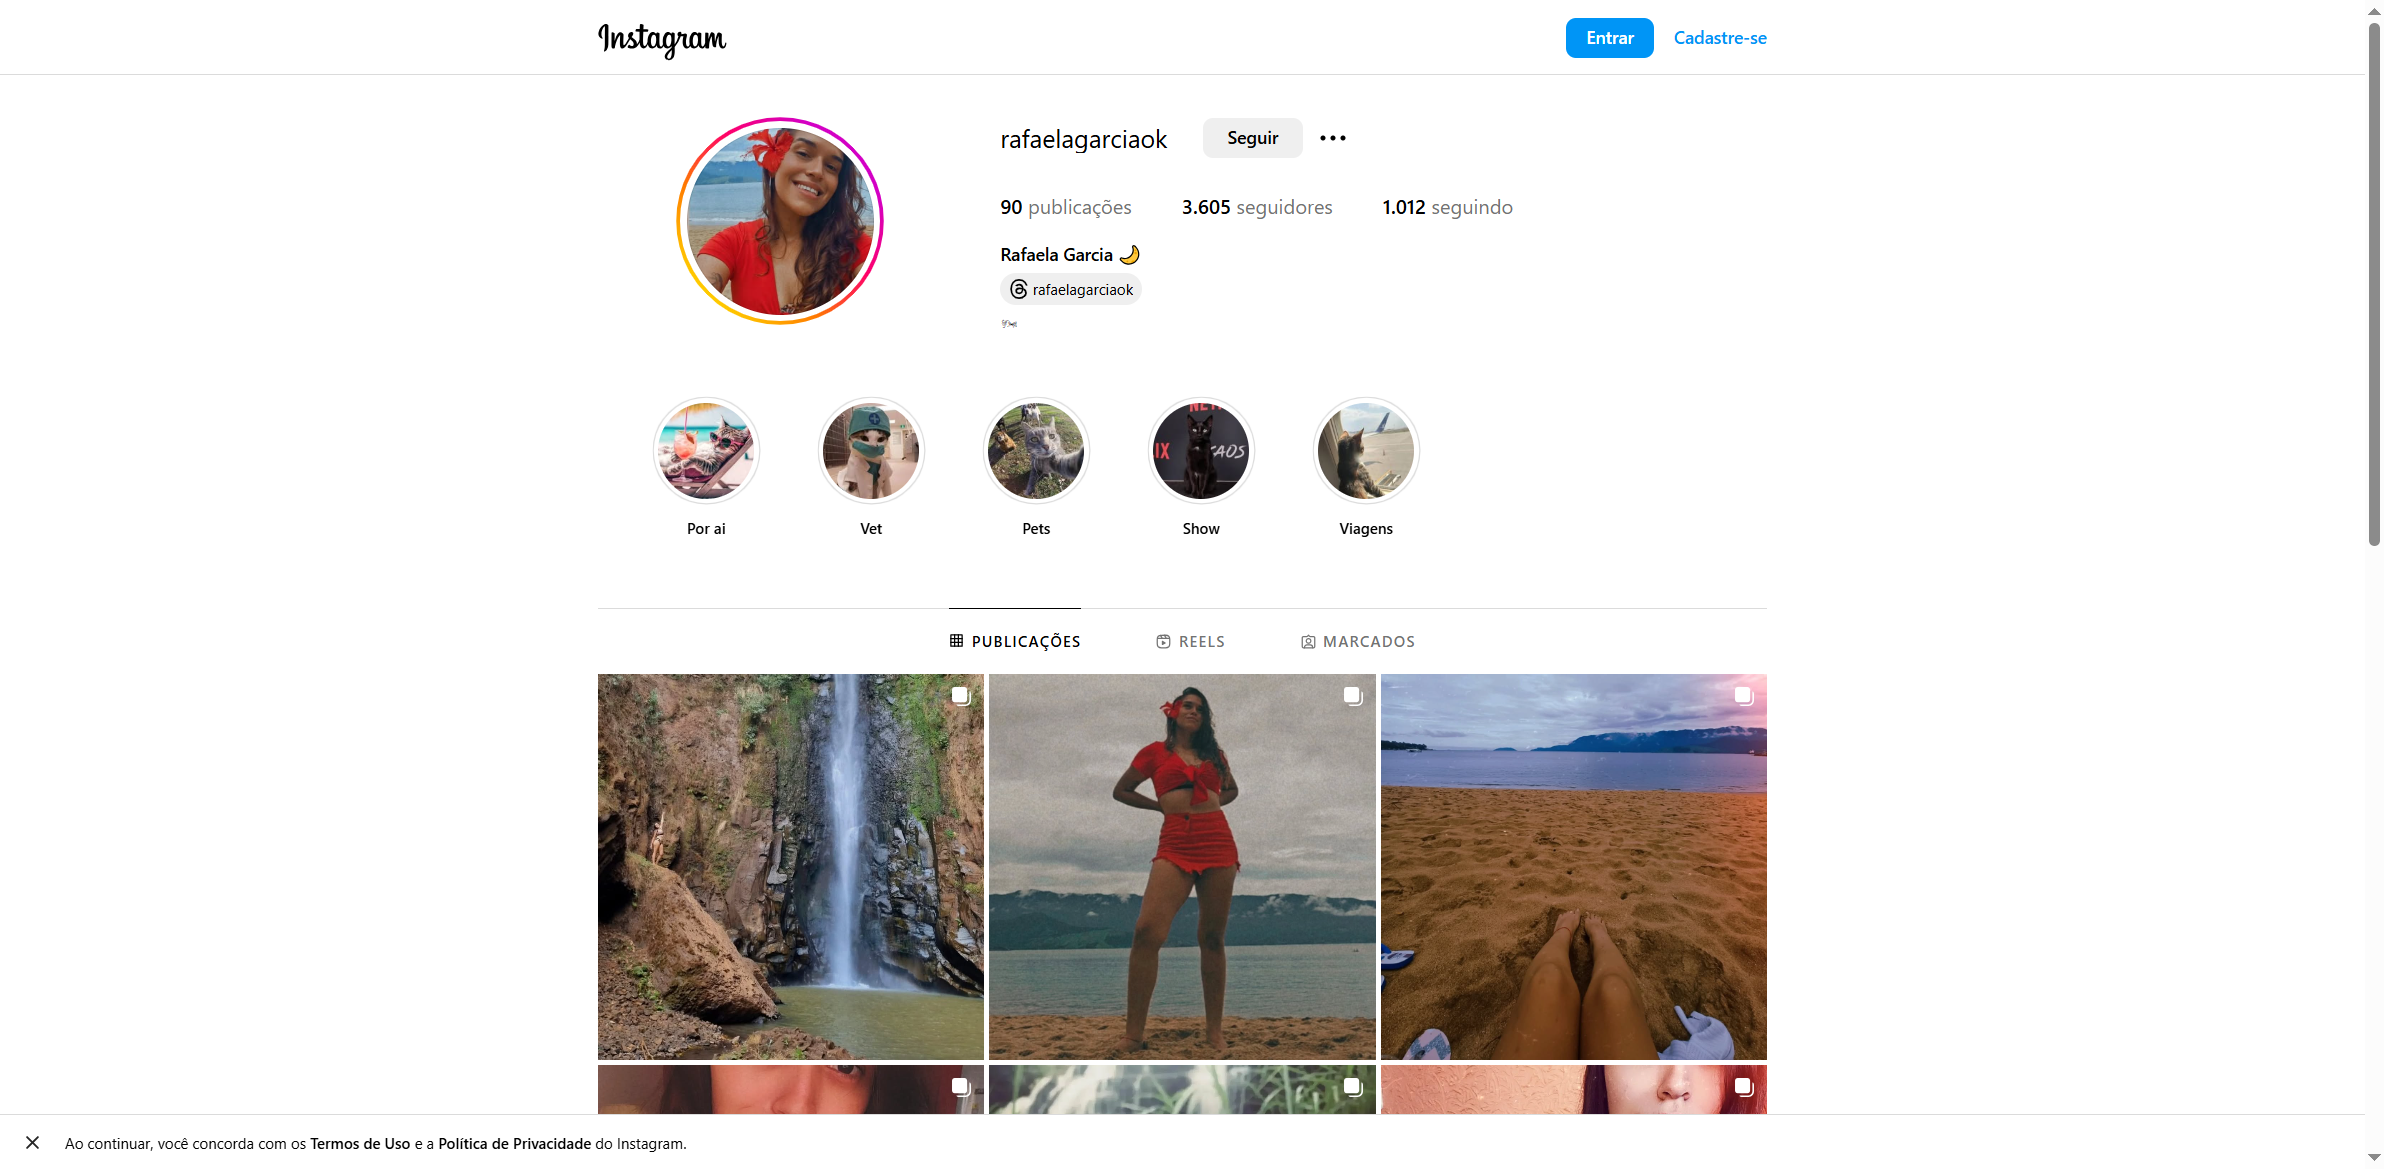 Instagram
Entrar
Cadastre-se
rafaelagarciaok
Seguir
90 publicações
3.605 seguidores
1.012 seguindo
Rafaela Garcia 🌙
rafaelagarciaok
Por ai
Vet
Pets
Show
Viagens
PUBLICAÇÕES
REELS
MARCADOS
Ao continuar, você concorda com os Termos de Uso e a Política de Privacidade do Instagram.